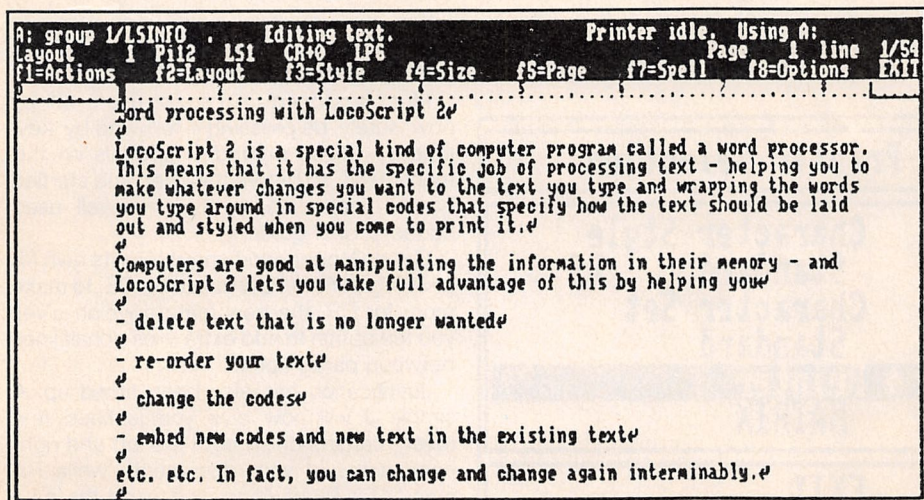 A: group 1/LSINFO . Editing text. Printer idle. Using A:
Layout 1 Pi12 LS1 CR+0 LP6 Page 1 line 1/54
f1=Actions f2=Layout f3=Style f4=Size f5=Page f7=Spell f8=Options EXIT
Word processing with LocoScript 2↵
↵
LocoScript 2 is a special kind of computer program called a word processor.
This means that it has the specific job of processing text - helping you to
make whatever changes you want to the text you type and wrapping the words
you type around in special codes that specify how the text should be laid
out and styled when you come to print it.↵
↵
Computers are good at manipulating the information in their memory - and
LocoScript 2 lets you take full advantage of this by helping you↵
↵
- delete text that is no longer wanted↵
↵
- re-order your text↵
↵
- change the codes↵
↵
- embed new codes and new text in the existing text↵
↵
etc. etc. In fact, you can change and change again interminably.↵
↵